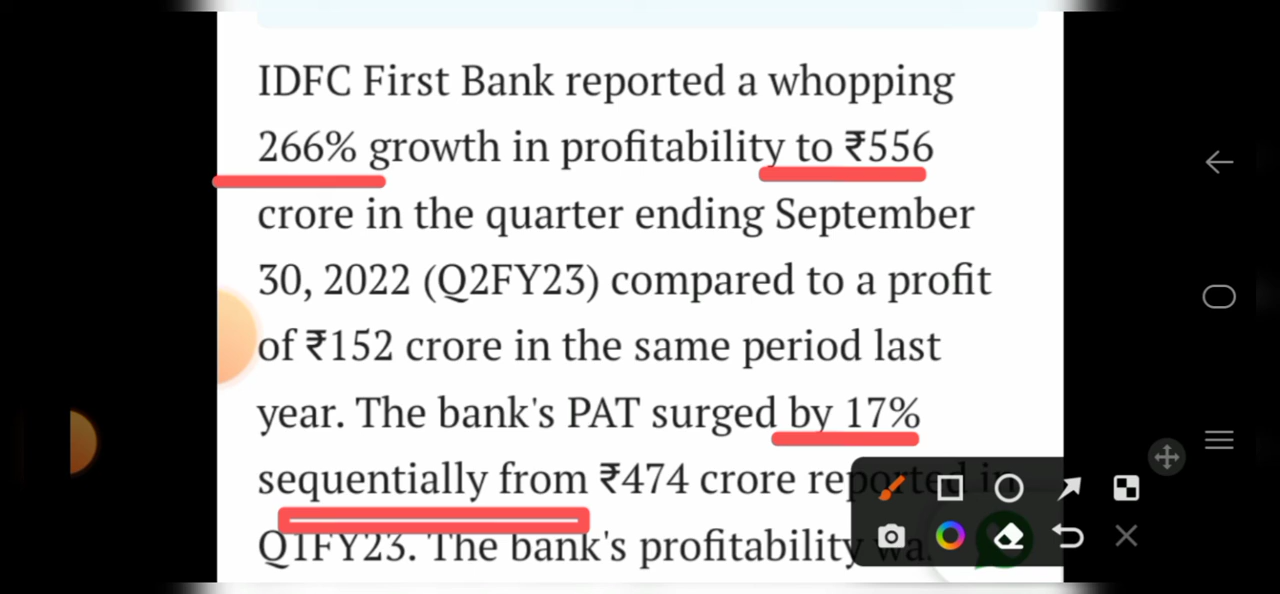 IDFC First Bank reported a whopping
266% growth in profitability to ₹556
crore in the quarter ending September
30, 2022 (Q2FY23) compared to a profit
of ₹152 crore in the same period last
year. The bank's PAT surged by 17%
sequentially from ₹474 crore reported in
Q1FY23. The bank's profitability